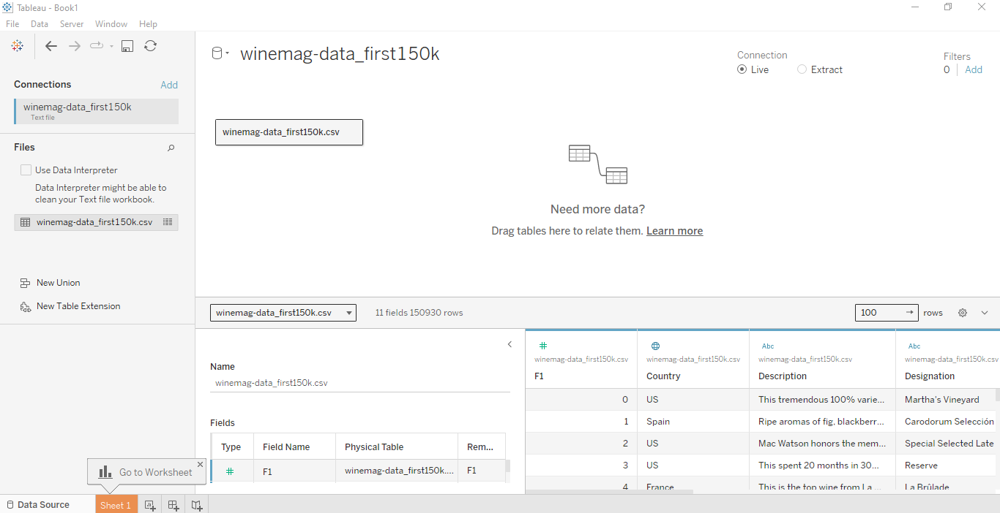 Tableau - Book1
File Data Server Window Help
Connections Add
winemag-data_first150k
Text file
Files
Use Data Interpreter
Data Interpreter might be able to
clean your Text file workbook.
winemag-data_first150k.csv
New Union
New Table Extension
winemag-data_first150k
Connection
Live Extract
Filters
0 Add
winemag-data_first150k.csv
Need more data?
Drag tables here to relate them. Learn more
winemag-data_first150k.csv 11 fields 150930 rows 100 rows
Name
winemag-data_first150k.csv
Fields
Type Field Name Physical Table Rem...
F1 winemag-data_first150k.... F1
Abc Abc
winemag-data_first150k.csv winemag-data_first150k.csv winemag-data_first150k.csv winemag-data_first150k.csv
F1 Country Description Designation
0 US This tremendous 100% varie... Martha's Vineyard
1 Spain Ripe aromas of fig, blackberr... Carodorum Selección
2 US Mac Watson honors the mem... Special Selected Late
3 US This spent 20 months in 30... Reserve
4 France This is the top wine from La ... La Brûlade
Go to Worksheet
Data Source Sheet 1